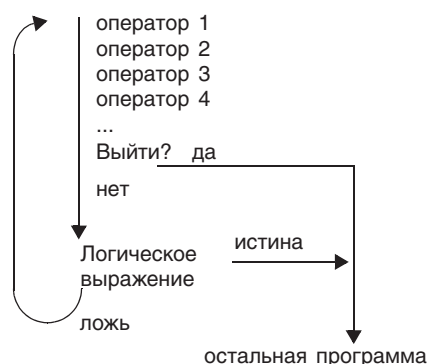 оператор 1
оператор 2
оператор 3
оператор 4
...
Выйти? да
нет
Логическое
выражение
истина
ложь
остальная программа